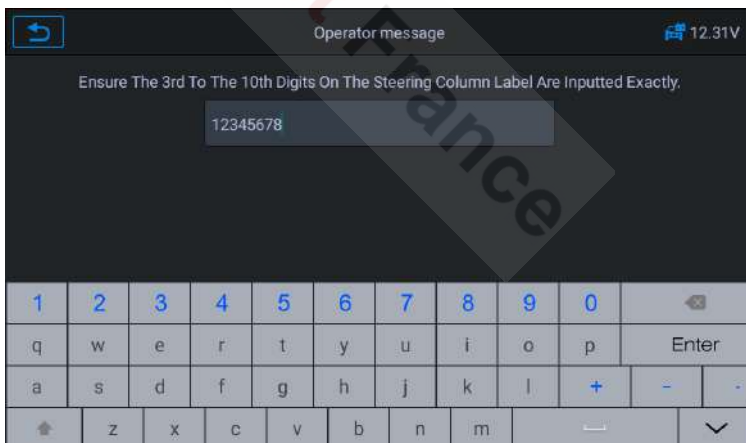 Operator message
12.31V
Ensure The 3rd To The 10th Digits On The Steering Column Label Are Inputted Exactly.
12345678
France
1 2 3 4 5 6 7 8 9 0
q w e r t y u i o p Enter
a s d f g h j k l + - .
z x c v b n m